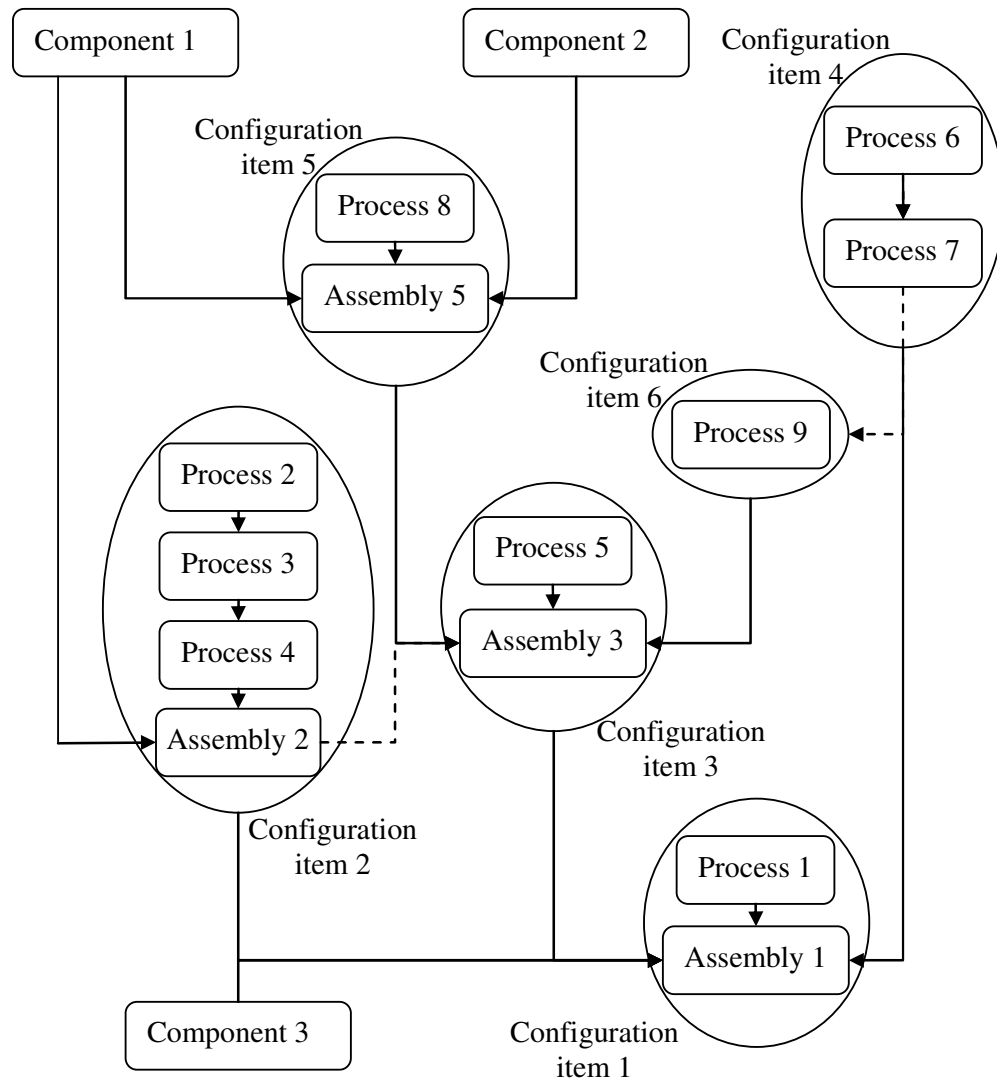 Component 1
Component 2
Configuration
item 4
Process 6
Process 7
Configuration
item 5
Process 8
Assembly 5
Configuration
item 6
Process 9
Process 2
Process 3
Process 4
Assembly 2
Process 5
Assembly 3
Configuration
item 3
Configuration
item 2
Process 1
Assembly 1
Component 3
Configuration
item 1